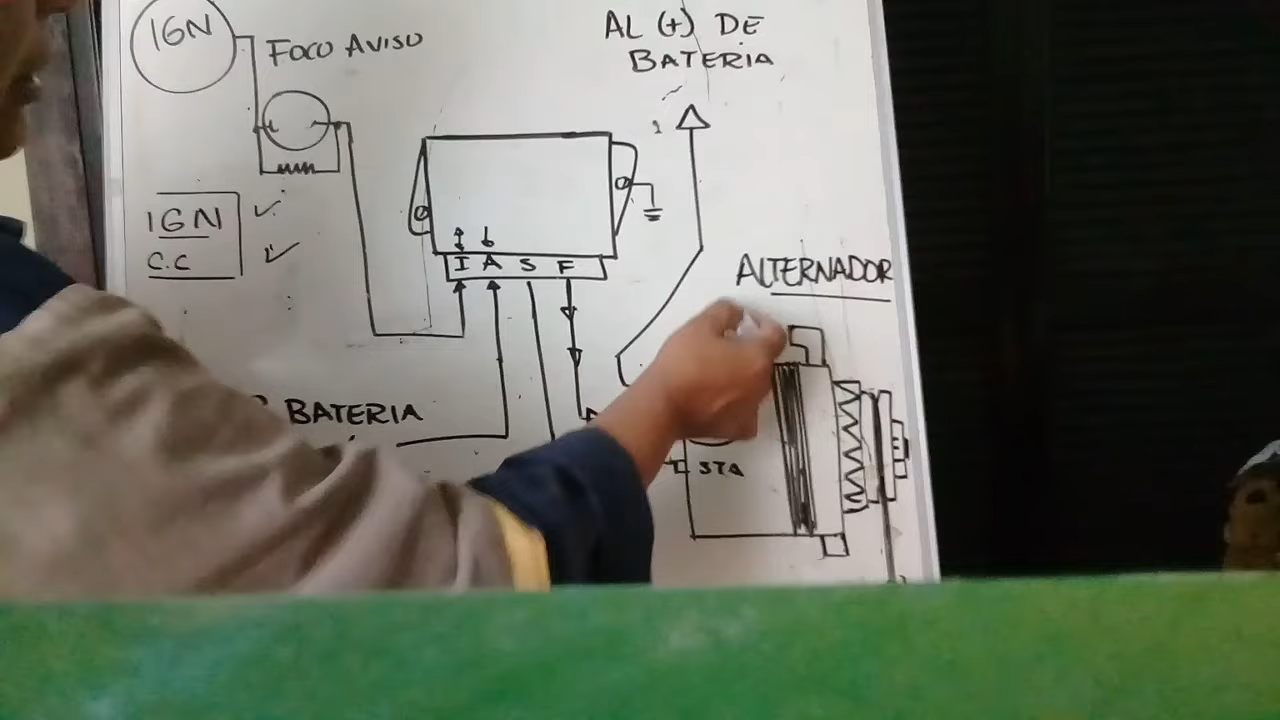 IGN
FOCO AVISO
AL (+) DE
BATERIA
IGN
C.C
I A S F
ALTERNADOR
BATERIA
STA